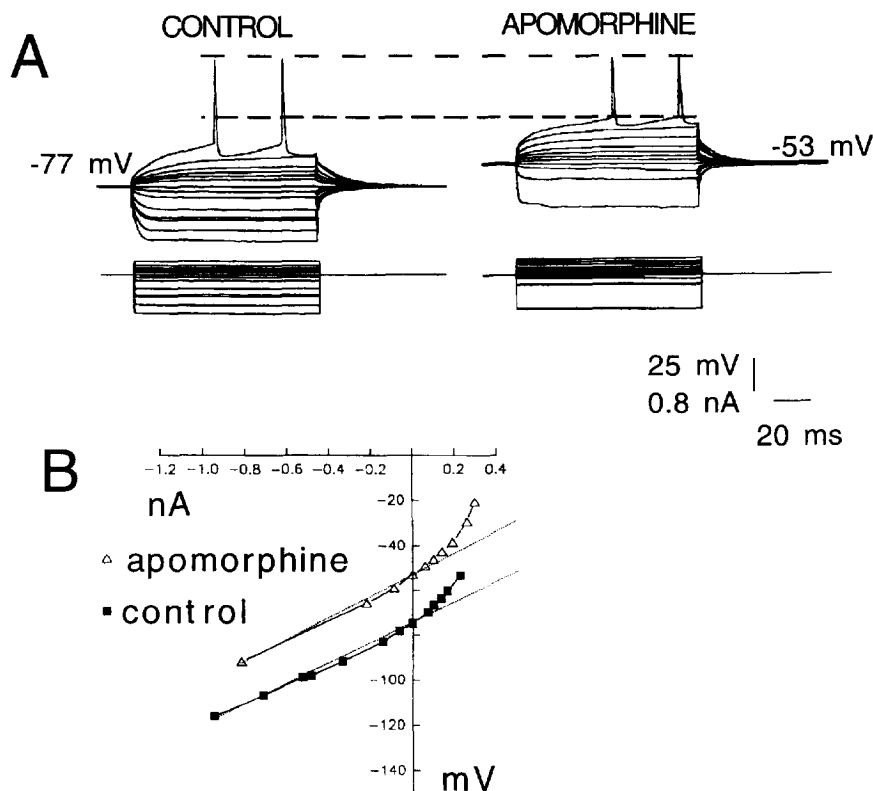 CONTROL APOMORPHINE
A
-77 mV -53 mV
25 mV
0.8 nA
20 ms
B
-1.2 -1.0 -0.8 -0.6 -0.4 -0.2 0.2 0.4
nA
-20
-40
apomorphine
control
-80
-100
-120
-140
mV